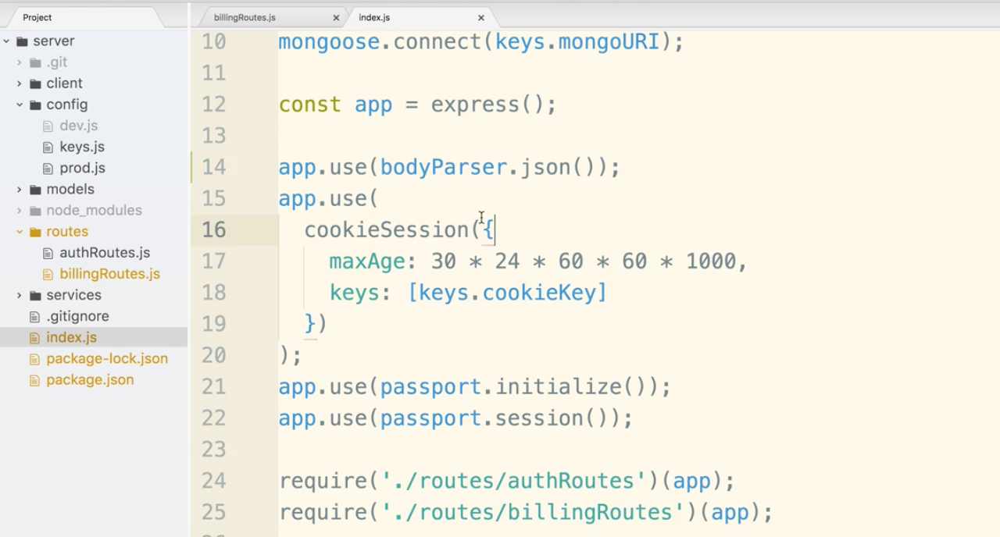 Project
server
.git
client
config
dev.js
keys.js
prod.js
models
node_modules
routes
authRoutes.js
billingRoutes.js
services
.gitignore
index.js
package-lock.json
package.json
billingRoutes.js × index.js ×
10 mongoose.connect(keys.mongoURI);
11
12 const app = express();
13
14 app.use(bodyParser.json());
15 app.use(
16   cookieSession({
17     maxAge: 30 * 24 * 60 * 60 * 1000,
18     keys: [keys.cookieKey]
19   })
20 );
21 app.use(passport.initialize());
22 app.use(passport.session());
23
24 require('./routes/authRoutes')(app);
25 require('./routes/billingRoutes')(app);